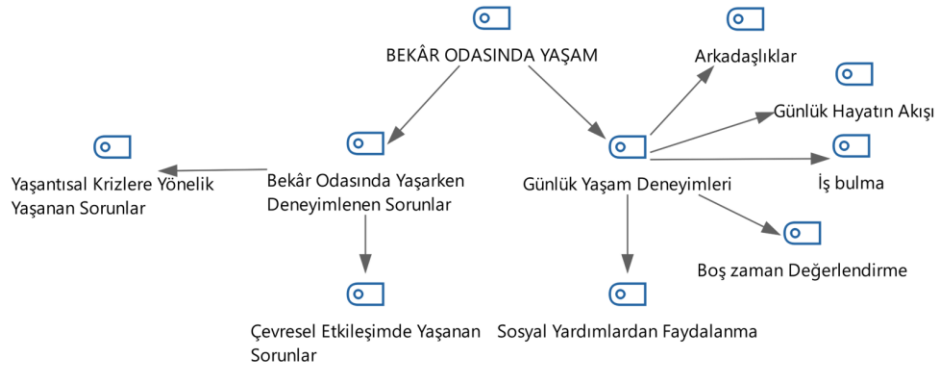 BEKÂR ODASINDA YAŞAM
Arkadaşlıklar
Günlük Hayatın Akışı
Yaşantısal Krizlere Yönelik
Yaşanan Sorunlar
Bekâr Odasında Yaşarken
Deneyimlenen Sorunlar
Günlük Yaşam Deneyimleri
İş bulma
Boş zaman Değerlendirme
Çevresel Etkileşimde Yaşanan
Sorunlar
Sosyal Yardımlardan Faydalanma